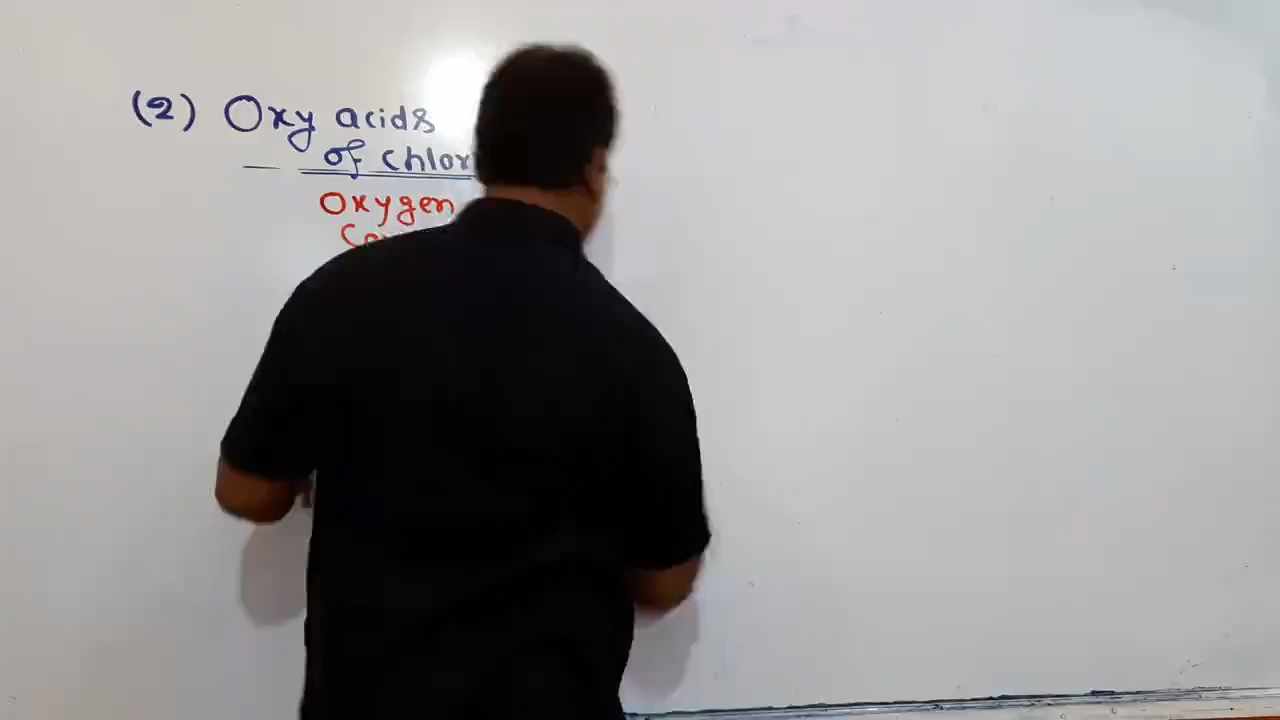 (2) Oxy acids
of chlor
Oxygen